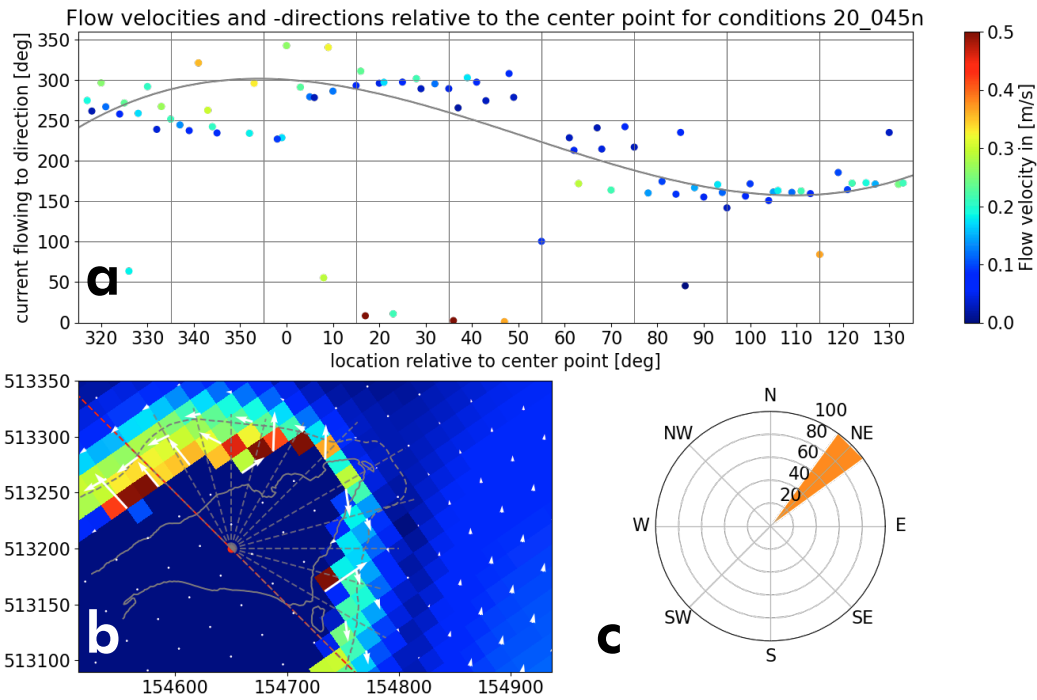 Flow velocities and -directions relative to the center point for conditions 20_045n
current flowing to direction [deg]
350
300
250
200
150
100
50
0
a
320 330 340 350 0 10 20 30 40 50 60 70 80 90 100 110 120 130
location relative to center point [deg]
0.5
0.4
0.3
0.2
0.1
0.0
Flow velocity in [m/s]
513350
513300
513250
513200
513150
513100
b
154600 154700 154800 154900
N
NE
E
SE
S
SW
W
NW
100
80
60
40
20
c